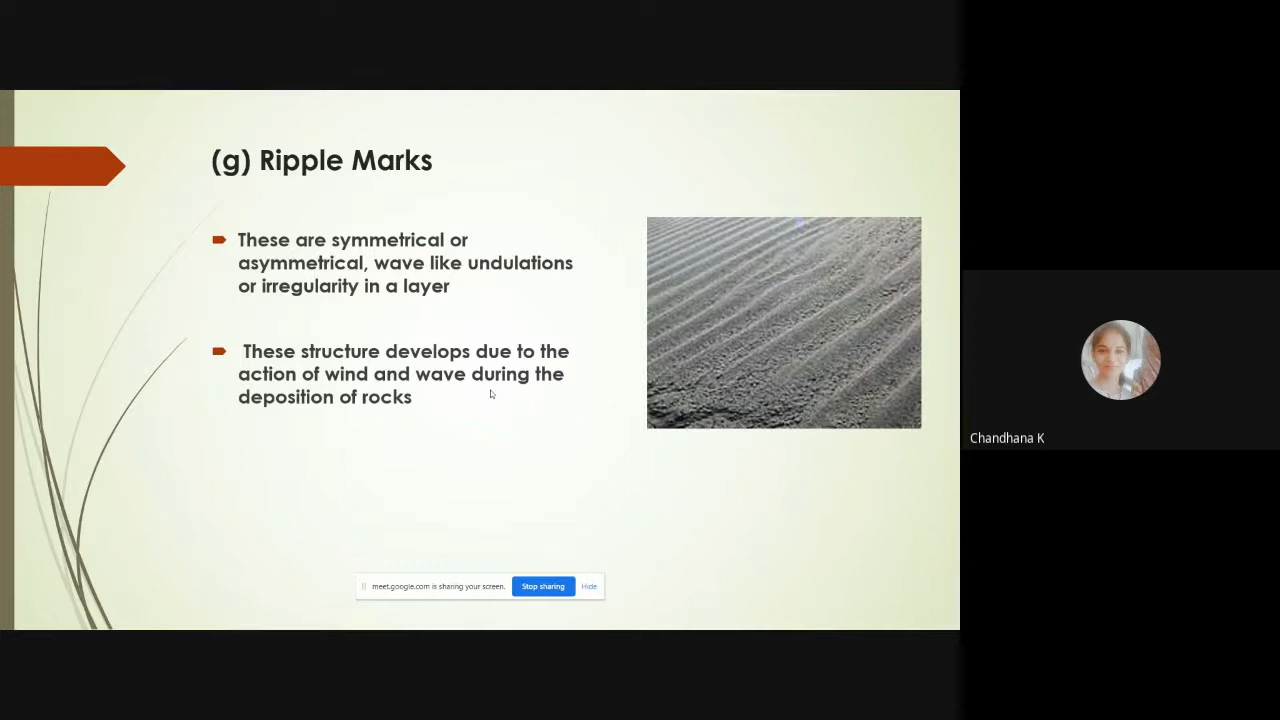 (g) Ripple Marks
These are symmetrical or
asymmetrical, wave like undulations
or irregularity in a layer
These structure develops due to the
action of wind and wave during the
deposition of rocks
meet.google.com is sharing your screen.
Stop sharing
Hide
Chandhana K